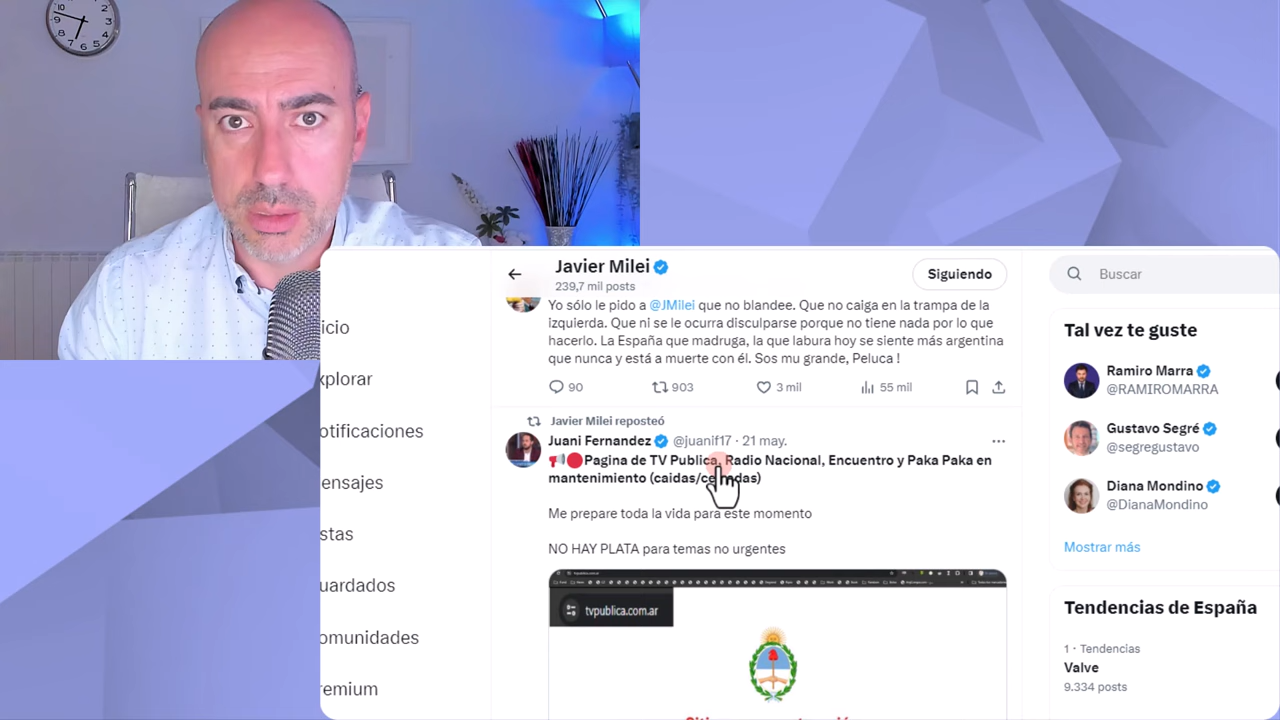 Javier Milei
239,7 mil posts
Siguiendo
Buscar
Yo sólo le pido a @JMilei que no blandee. Que no caiga en la trampa de la
izquierda. Que ni se le ocurra disculparse porque no tiene nada por lo que
hacerlo. La España que madruga, la que labura hoy se siente más argentina
que nunca y está a muerte con él. Sos mu grande, Peluca !
90 903 3 mil 55 mil
Javier Milei reposteó
Juani Fernandez @juanif17 · 21 may.
Pagina de TV Publica, Radio Nacional, Encuentro y Paka Paka en
mantenimiento (caidas/
Me prepare toda la vida para este momento
NO HAY PLATA para temas no urgentes
tvpublica.com.ar
icio
xplorar
otificaciones
ensajes
stas
uardados
omunidades
remium
Tal vez te guste
Ramiro Marra
@RAMIROMARRA
Gustavo Segré
@segregustavo
Diana Mondino
@DianaMondino
Mostrar más
Tendencias de España
1 · Tendencias
Valve
9.334 posts